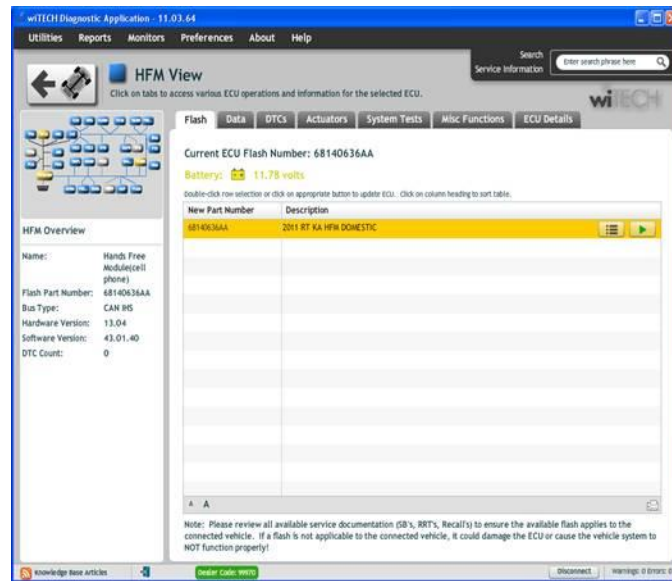 wiTECH Diagnostic Application - 11.03.64
Utilities Reports Monitors Preferences About Help
HFM View
Click on tabs to access various ECU operations and information for the selected ECU.
Search
Service Information
Enter search phrase here
wiTECH
Flash Data DTCs Actuators System Tests Misc Functions ECU Details
Current ECU Flash Number: 68140636AA
Battery: 11.78 volts
Double-click row selection or click on appropriate button to update ECU. Click on column heading to sort table.
New Part Number Description
68140636AA 2011 RT KA HFM DOMESTIC
HFM Overview
Name: Hands Free
Module(cell
phone)
Flash Part Number: 68140636AA
Bus Type: CAN IHS
Hardware Version: 13.04
Software Version: 43.01.40
DTC Count: 0
A A
Note: Please review all available service documentation (SB's, RRT's, Recall's) to ensure the available flash applies to the
connected vehicle. If a flash is not applicable to the connected vehicle, it could damage the ECU or cause the vehicle system to
NOT function properly!
Knowledge Base Articles
Dealer Code: 99970
Disconnect
Warnings: 0 Errors: